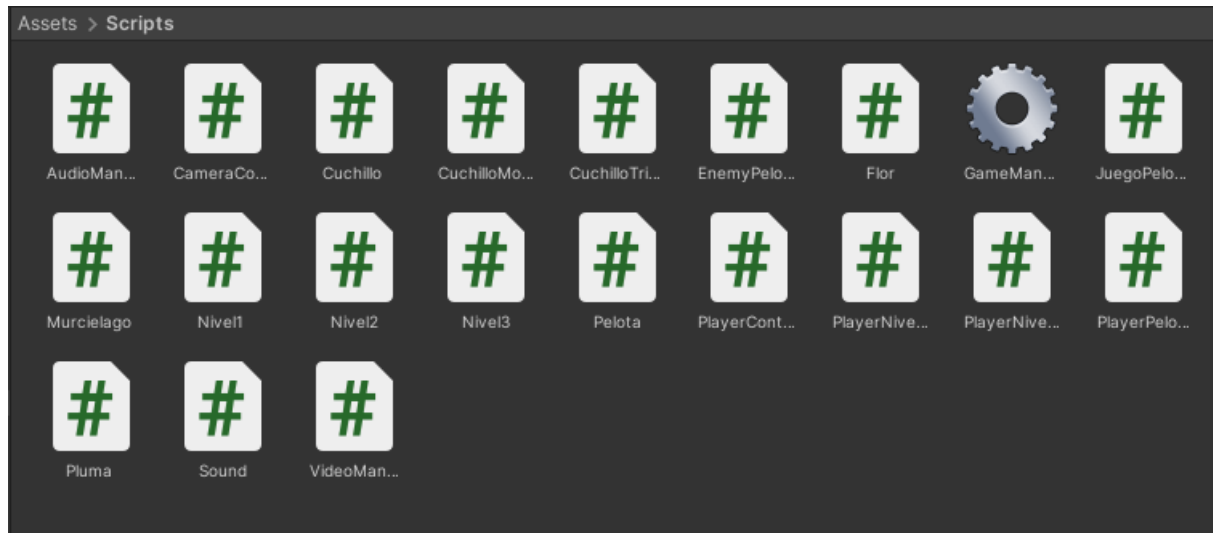 Assets > Scripts
AudioMan... CameraCo... Cuchillo CuchilloMo... CuchilloTri... EnemyPelo... Flor GameMan... JuegoPelo...
Murcielago Nivel1 Nivel2 Nivel3 Pelota PlayerCont... PlayerNive... PlayerNive... PlayerPelo...
Pluma Sound VideoMan...